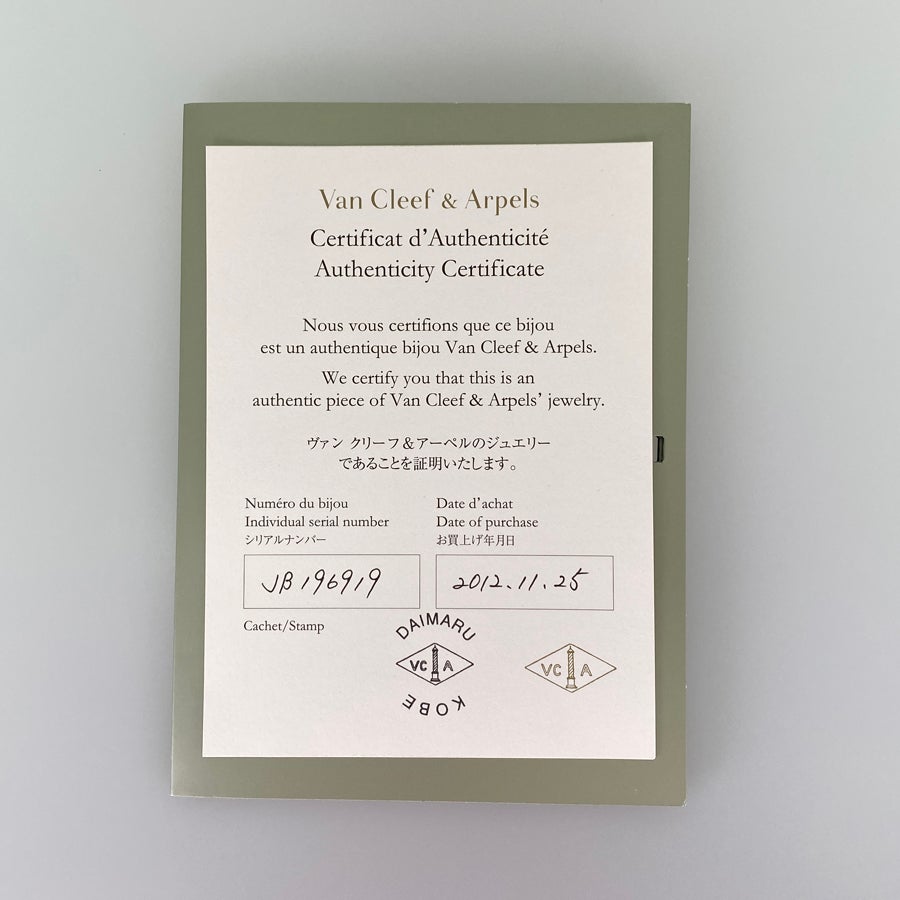 Van Cleef & Arpels
Certificat d'Authenticité
Authenticity Certificate
Nous vous certifions que ce bijou
est un authentique bijou Van Cleef & Arpels.
We certify you that this is an
authentic piece of Van Cleef & Arpels' jewelry.
ヴァン クリーフ&アーペルのジュエリー
であることを証明いたします。
Numéro du bijou
Individual serial number
シリアルナンバー
JB196919
Date d'achat
Date of purchase
お買上げ年月日
2012.11.25
Cachet/Stamp
DAIMARU
VC A
KOBE
VC A